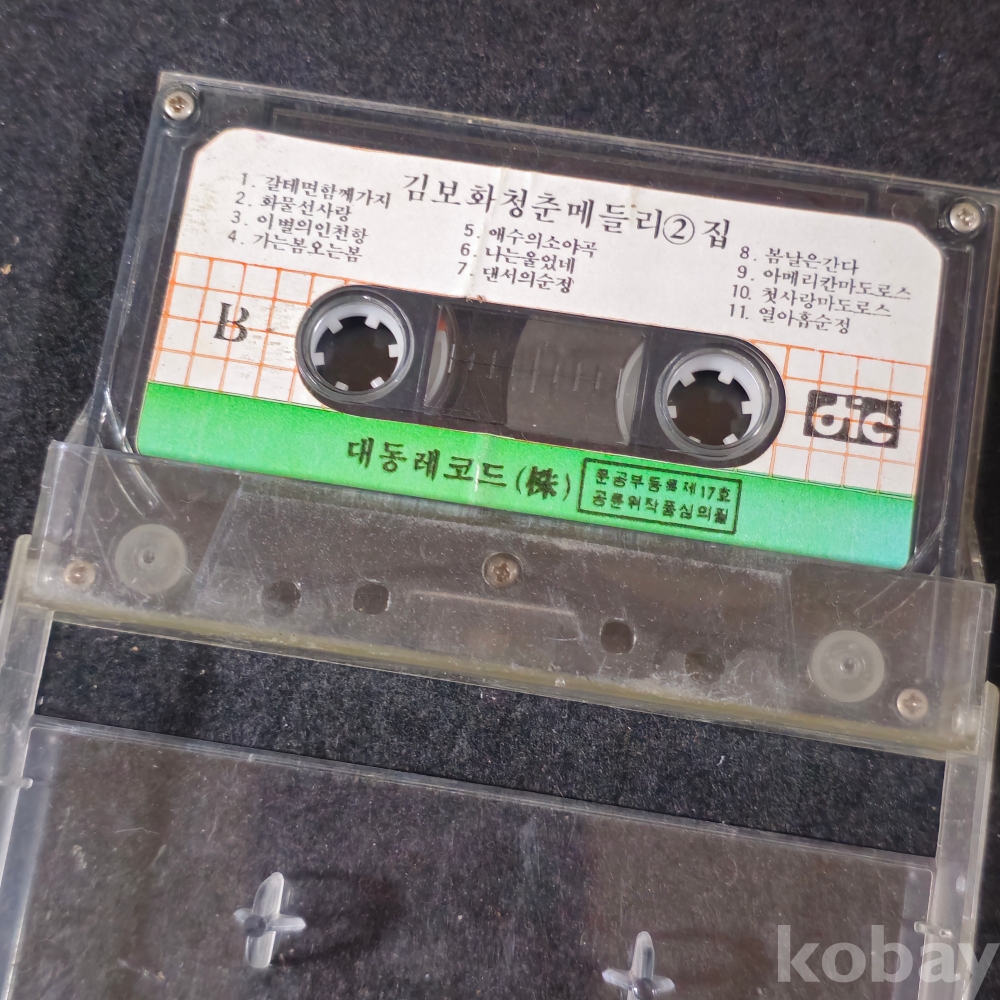 김보화청춘메들리②집
1. 갈테면함께가지
2. 화물선사랑
3. 이별의인천항
4. 가는봄오는봄
5. 애수의소야곡
6. 나는울었네
7. 댄서의순정
8. 봄날은간다
9. 아메리칸마도로스
10. 첫사랑마도로스
11. 열아홉순정
B
dic
대동레코드(株)
문공부등록제17호
공륜위작품심의필
kobay